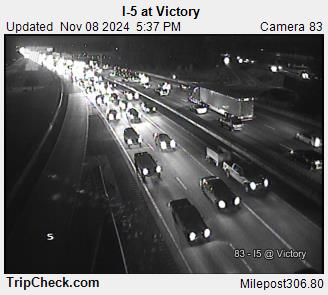 I-5 at Victory
Updated Nov 08 2024 5:37 PM Camera 83
S
83 - I5 @ Victory
TripCheck.com Milepost306.80